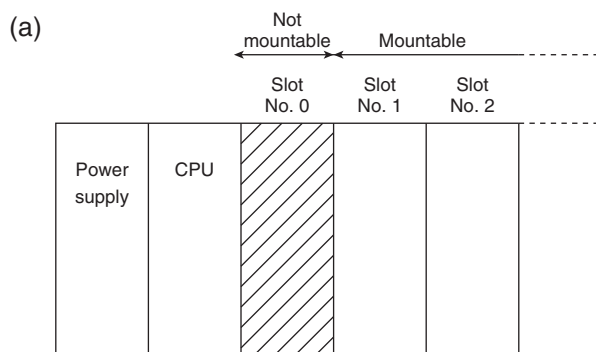 (a)
Not
mountable
Mountable
Slot
No. 0
Slot
No. 1
Slot
No. 2
Power
supply
CPU